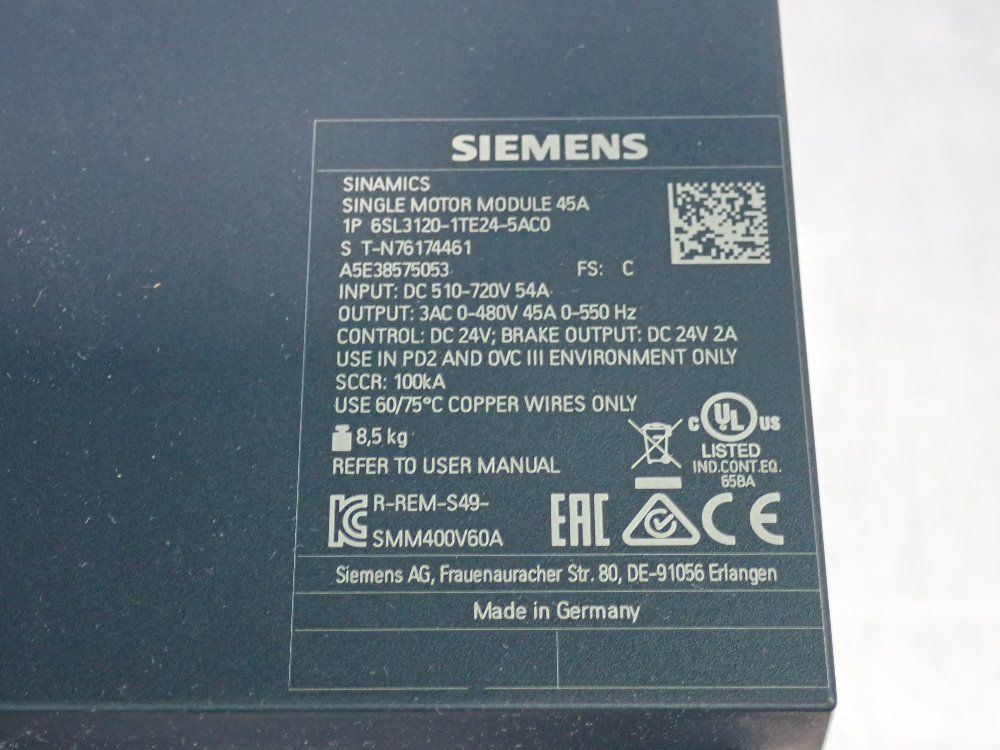 SIEMENS
SINAMICS
SINGLE MOTOR MODULE 45A
1P 6SL3120-1TE24-5AC0
S T-N76174461
A5E38575053 FS: C
INPUT: DC 510-720V 54A
OUTPUT: 3AC 0-480V 45A 0-550 Hz
CONTROL: DC 24V; BRAKE OUTPUT: DC 24V 2A
USE IN PD2 AND OVC III ENVIRONMENT ONLY
SCCR: 100kA
USE 60/75°C COPPER WIRES ONLY
8,5 kg
REFER TO USER MANUAL
C UL US
LISTED
IND.CONT.EQ.
65BA
R-REM-S49-
SMM400V60A
EAC CE
Siemens AG, Frauenauracher Str. 80, DE-91056 Erlangen
Made in Germany